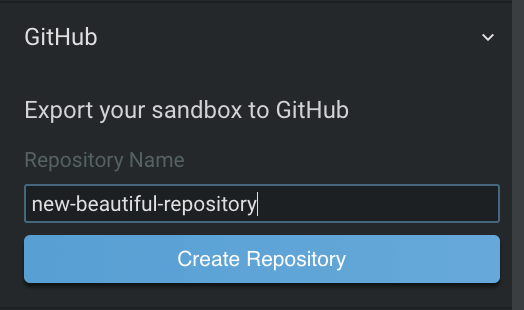 GitHub
Export your sandbox to GitHub
Repository Name
new-beautiful-repository
Create Repository